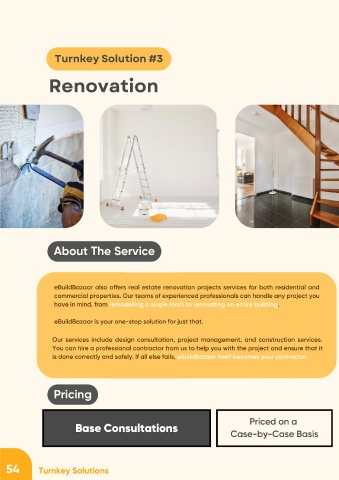 Turnkey Solution #3
Renovation
About The Service
eBuildBazaar also offers real estate renovation projects services for both residential and
commercial properties. Our teams of experienced professionals can handle any project you
have in mind, from remodelling a single room to renovating an entire building.
eBuildBazaar is your one-stop solution for just that.
Our services include design consultation, project management, and construction services.
You can hire a professional contractor from us to help you with the project and ensure that it
is done correctly and safely. If all else fails, eBuildBazaar itself becomes your contractor.
Pricing
Base Consultations
Priced on a
Case-by-Case Basis
54
Turnkey Solutions